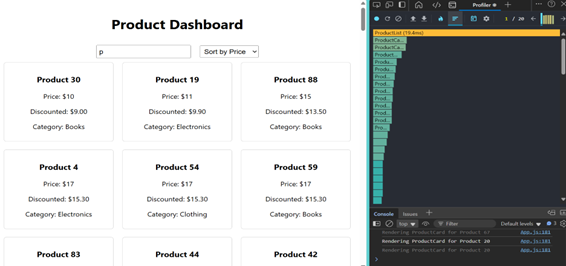 Product Dashboard
p
Sort by Price
Product 30
Price: $10
Discounted: $9.00
Category: Books
Product 19
Price: $11
Discounted: $9.90
Category: Electronics
Product 88
Price: $15
Discounted: $13.50
Category: Books
Product 4
Price: $17
Discounted: $15.30
Category: Electronics
Product 54
Price: $17
Discounted: $15.30
Category: Clothing
Product 59
Price: $17
Discounted: $15.30
Category: Books
Product 83
Product 44
Product 42
Profiler
1 / 20
ProductList (19.4ms)
ProductCa...
ProductCa...
Product...
Produ...
Produ...
Prod...
Prod...
Prod...
Prod...
Prod...
Prod...
Prod...
Pro...
Console
Issues
top
Filter
Default levels
3
Rendering ProductCard for Product 67
App.js:101
Rendering ProductCard for Product 20
App.js:101
Rendering ProductCard for Product 20
App.js:101